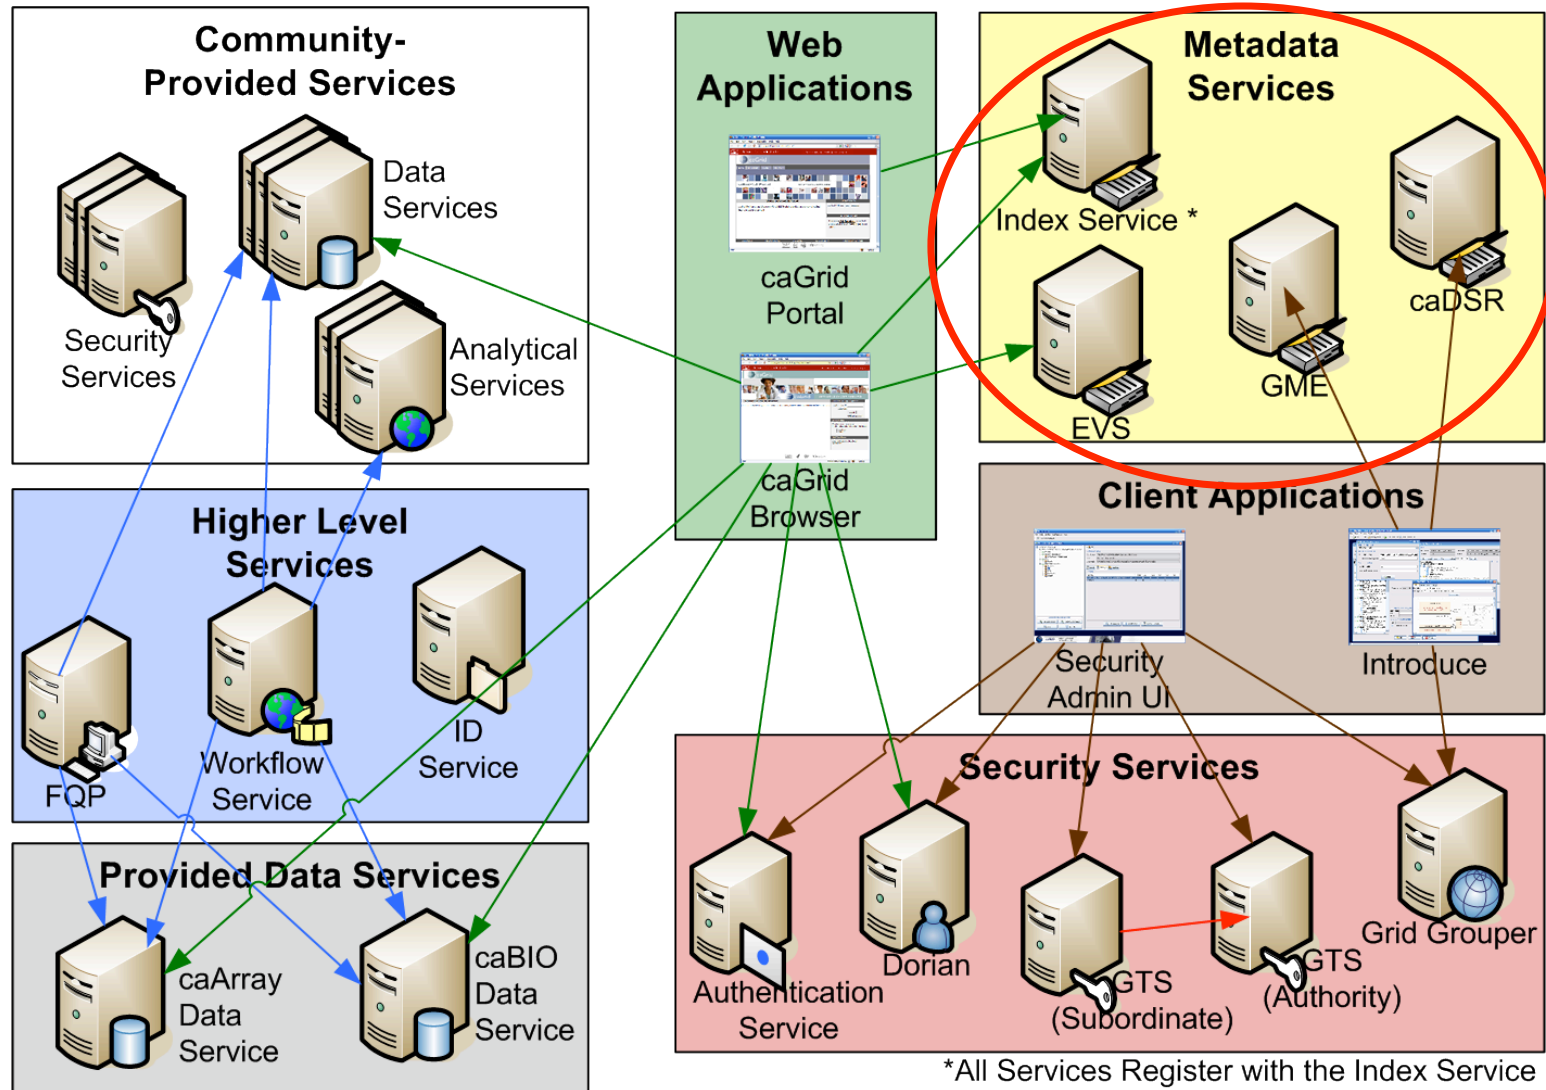 Community-
Provided Services
Data
Services
Security
Services
Analytical
Services
Web
Applications
caGrid
Portal
caGrid
Browser
Metadata
Services
Index Service *
caDSR
GME
EVS
Higher Level
Services
FQP
Workflow
Service
ID
Service
Client Applications
Security
Admin UI
Introduce
Provided Data Services
caArray
Data
Service
caBIO
Data
Service
Security Services
Authentication
Service
Dorian
GTS
(Subordinate)
GTS
(Authority)
Grid Grouper
*All Services Register with the Index Service